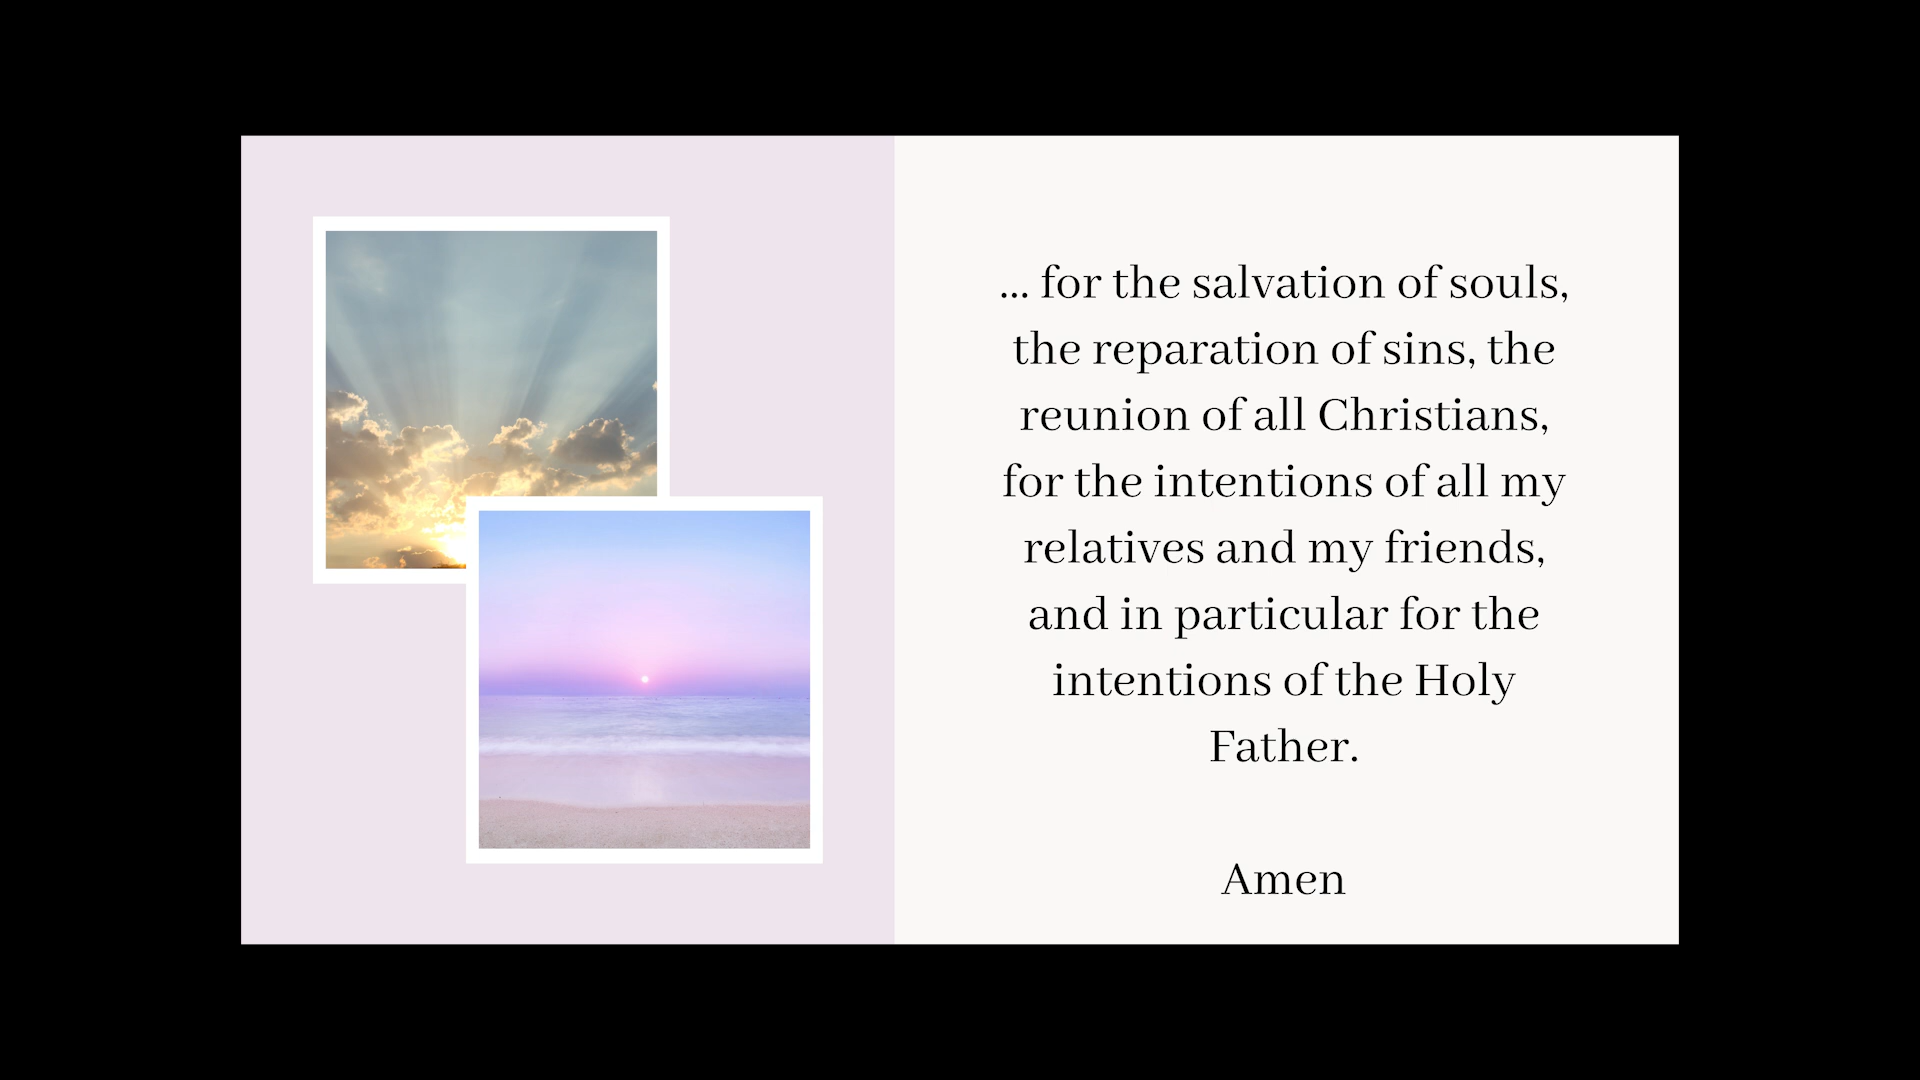 ... for the salvation of souls,
the reparation of sins, the
reunion of all Christians,
for the intentions of all my
relatives and my friends,
and in particular for the
intentions of the Holy
Father.
Amen